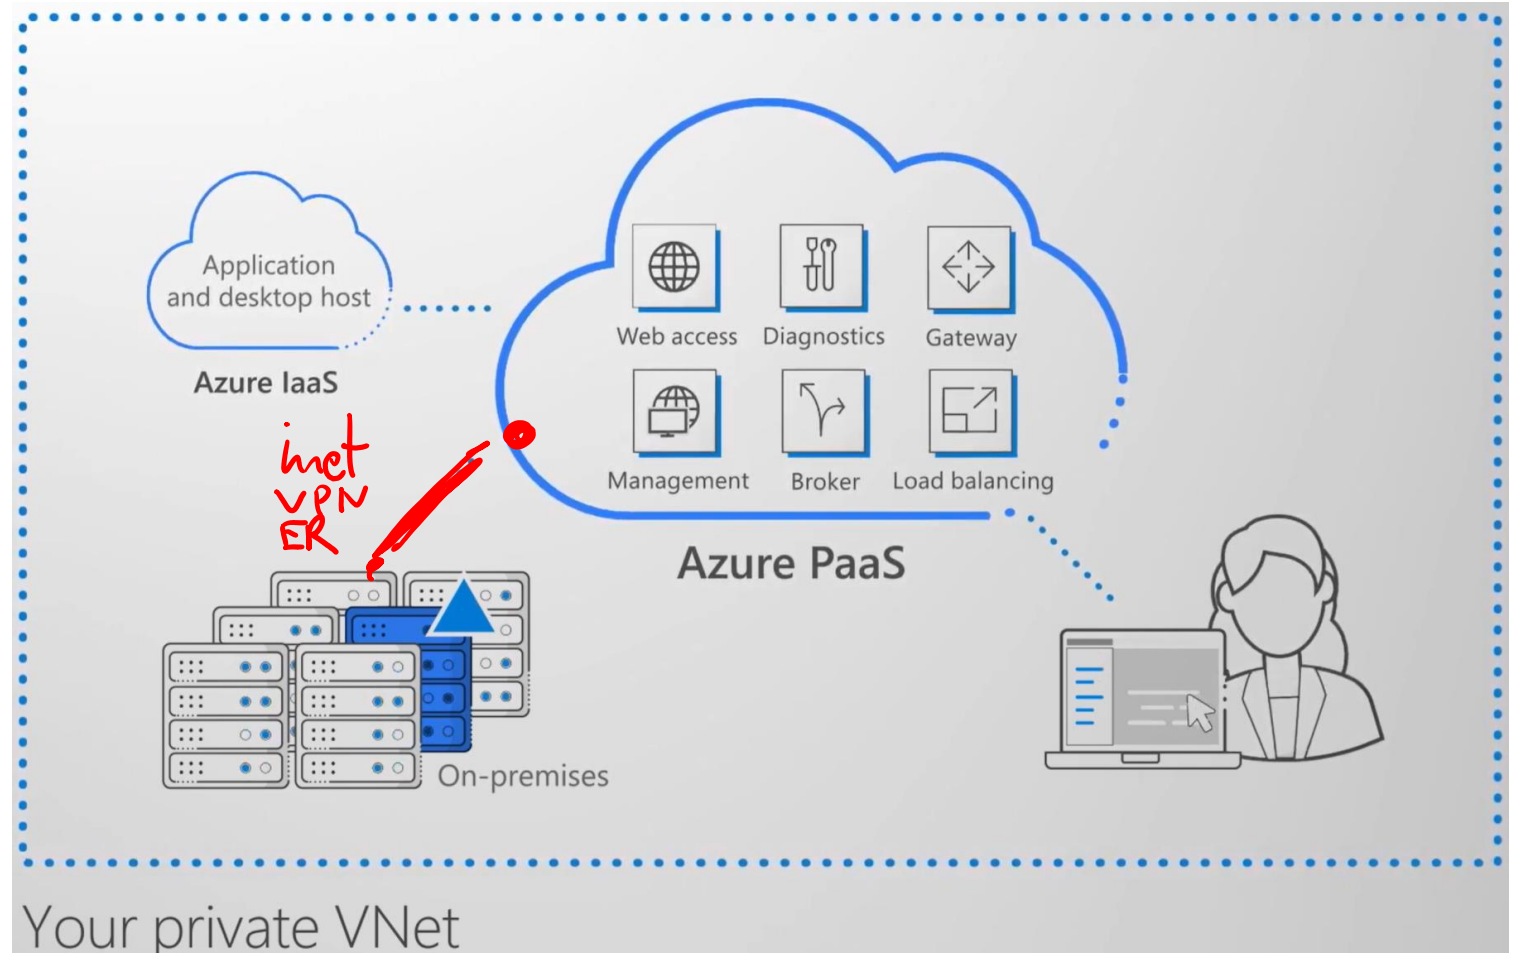 Application
and desktop host
Azure IaaS
Web access
Diagnostics
Gateway
Management
Broker
Load balancing
Azure PaaS
inet
VPN
ER
On-premises
Your private VNet